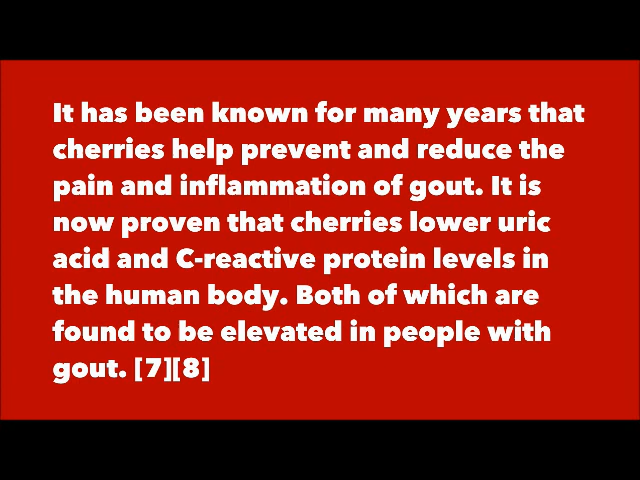 It has been known for many years that
cherries help prevent and reduce the
pain and inflammation of gout. It is
now proven that cherries lower uric
acid and C-reactive protein levels in
the human body. Both of which are
found to be elevated in people with
gout. [7][8]